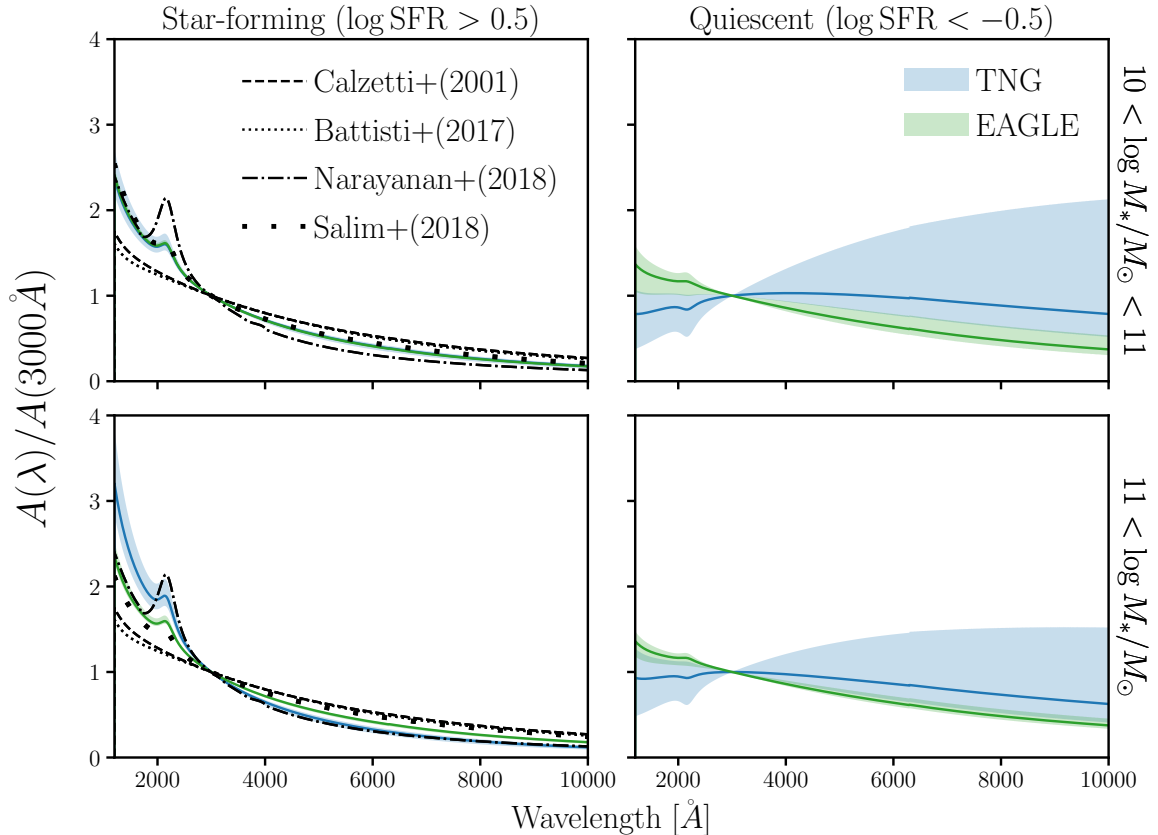 Star-forming (log SFR > 0.5)
Quiescent (log SFR < −0.5)
Calzetti+(2001)
Battisti+(2017)
Narayanan+(2018)
Salim+(2018)
TNG
EAGLE
4
3
2
1
0
10 < log M∗/M⊙ < 11
A(λ)/A(3000Å)
4
3
2
1
0
11 < log M∗/M⊙
2000 4000 6000 8000 10000
2000 4000 6000 8000 10000
Wavelength [Å]